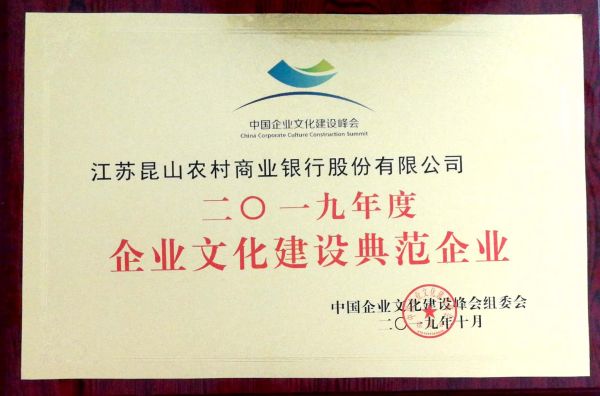 中国企业文化建设峰会
China Corporate Culture Construction Summit
江苏昆山农村商业银行股份有限公司
二〇一九年度
企业文化建设典范企业
中国企业文化建设峰会组委会
二〇一九年十月